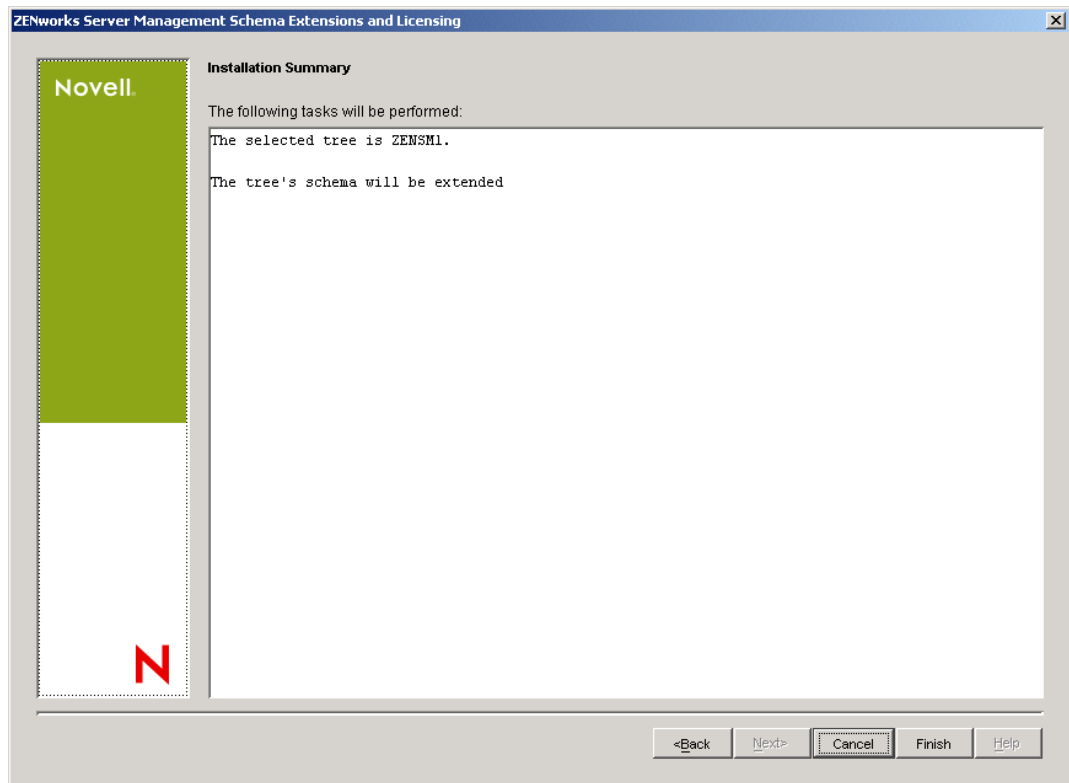 ZENworks Server Management Schema Extensions and Licensing
Novell.
Installation Summary
The following tasks will be performed:
The selected tree is ZENSM1.
The tree's schema will be extended
N
<Back
Next>
Cancel
Finish
Help